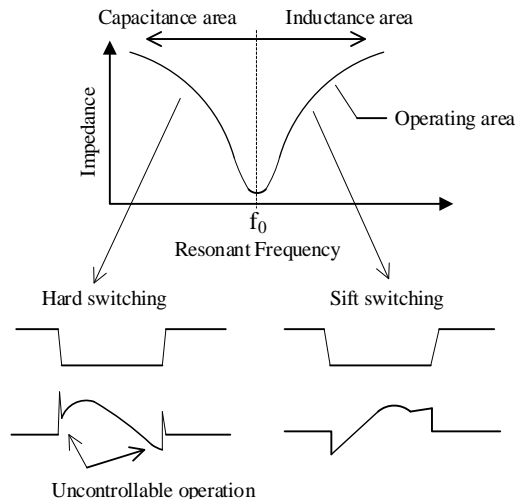 Capacitance area
Inductance area
Impedance
Operating area
f0
Resonant Frequency
Hard switching
Sift switching
Uncontrollable operation